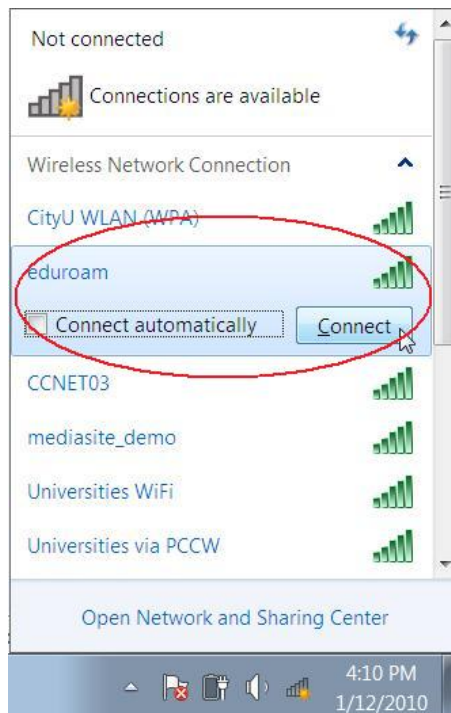 Not connected
Connections are available
Wireless Network Connection
CityU WLAN (WPA)
eduroam
Connect automatically
Connect
CCNET03
mediasite_demo
Universities WiFi
Universities via PCCW
Open Network and Sharing Center
4:10 PM
1/12/2010